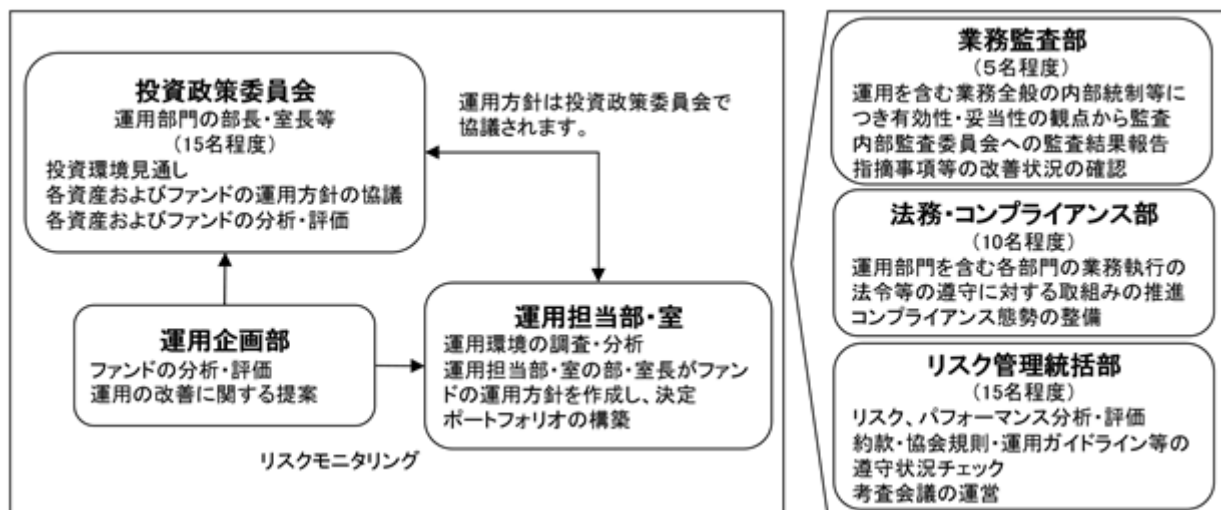 投資政策委員会
運用部門の部長・室長等
(15名程度)
投資環境見通し
各資産およびファンドの運用方針の協議
各資産およびファンドの分析・評価
運用方針は投資政策委員会で
協議されます。
運用企画部
ファンドの分析・評価
運用の改善に関する提案
運用担当部・室
運用環境の調査・分析
運用担当部・室の部・室長がファン
ドの運用方針を作成し、決定
ポートフォリオの構築
リスクモニタリング
業務監査部
(5名程度)
運用を含む業務全般の内部統制等に
つき有効性・妥当性の観点から監査
内部監査委員会への監査結果報告
指摘事項等の改善状況の確認
法務・コンプライアンス部
(10名程度)
運用部門を含む各部門の業務執行の
法令等の遵守に対する取組みの推進
コンプライアンス態勢の整備
リスク管理統括部
(15名程度)
リスク、パフォーマンス分析・評価
約款・協会規則・運用ガイドライン等の
遵守状況チェック
考査会議の運営